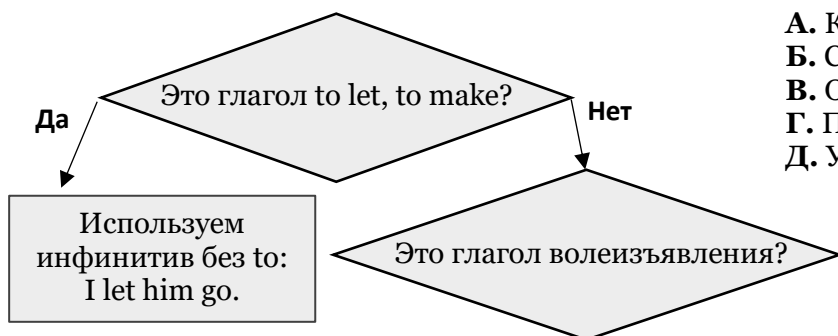 А. К
Б. С
В. С
Г. П
Д. У
Это глагол to let, to make?
Да
Нет
Используем
инфинитив без to:
I let him go.
Это глагол волеизъявления?